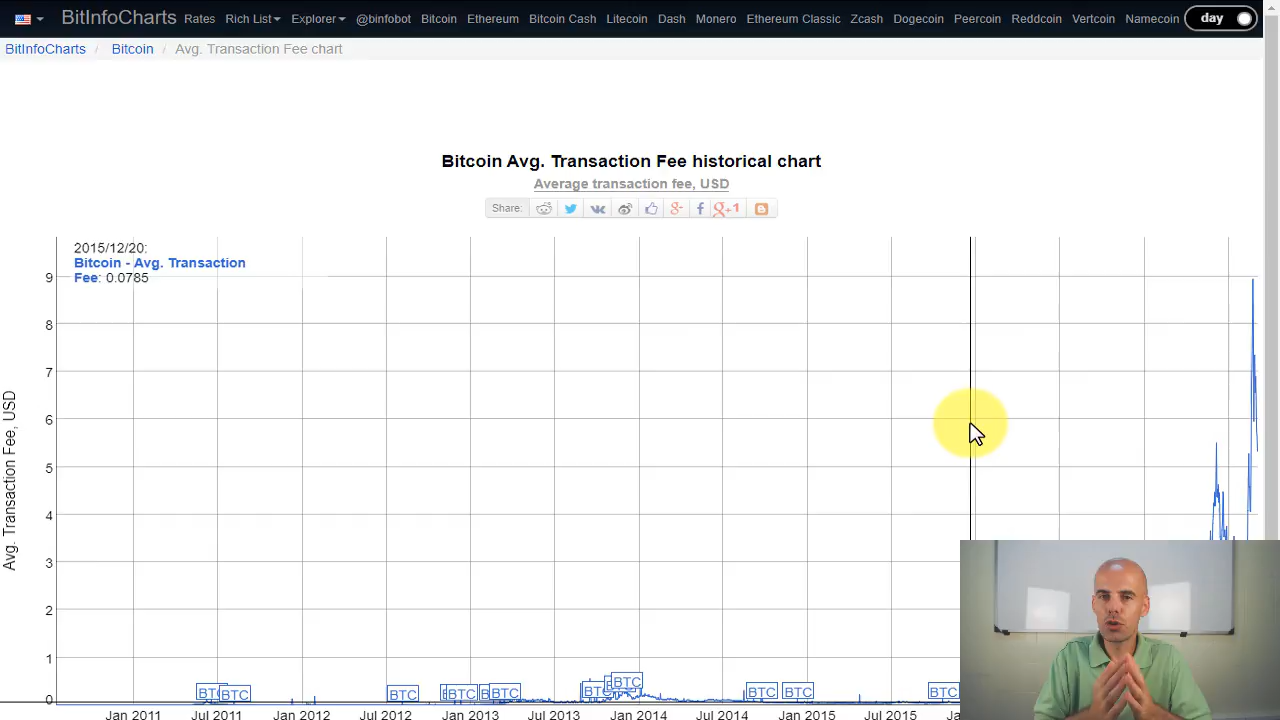 BitInfoCharts Rates Rich List Explorer @binfobot Bitcoin Ethereum Bitcoin Cash Litecoin Dash Monero Ethereum Classic Zcash Dogecoin Peercoin Reddcoin Vertcoin Namecoin day
BitInfoCharts / Bitcoin / Avg. Transaction Fee chart
Bitcoin Avg. Transaction Fee historical chart
Average transaction fee, USD
Share: g+1
2015/12/20:
Bitcoin - Avg. Transaction
Fee: 0.0785
Avg. Transaction Fee, USD
9
8
7
6
5
4
3
2
1
0
BTC BTC BTC BTC BTC BTC BTC BTC BTC BTC
Jan 2011 Jul 2011 Jan 2012 Jul 2012 Jan 2013 Jul 2013 Jan 2014 Jul 2014 Jan 2015 Jul 2015